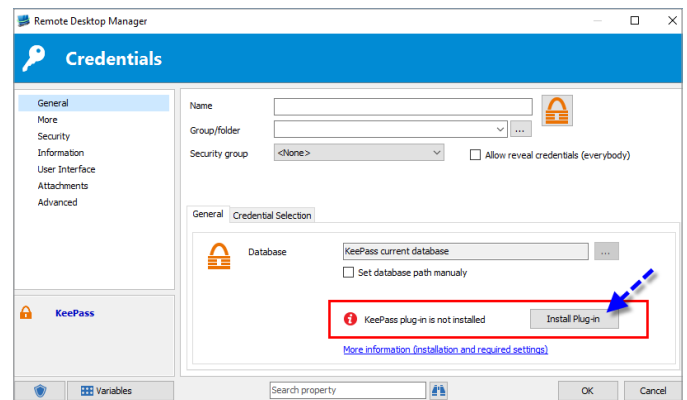 Remote Desktop Manager
Credentials
General
More
Security
Information
User Interface
Attachments
Advanced
KeePass
Name
Group/folder
...
Security group <None> Allow reveal credentials (everybody)
General Credential Selection
Database KeePass current database ...
Set database path manualy
KeePass plug-in is not installed Install Plug-in
More information (installation and required settings)
Variables Search property OK Cancel